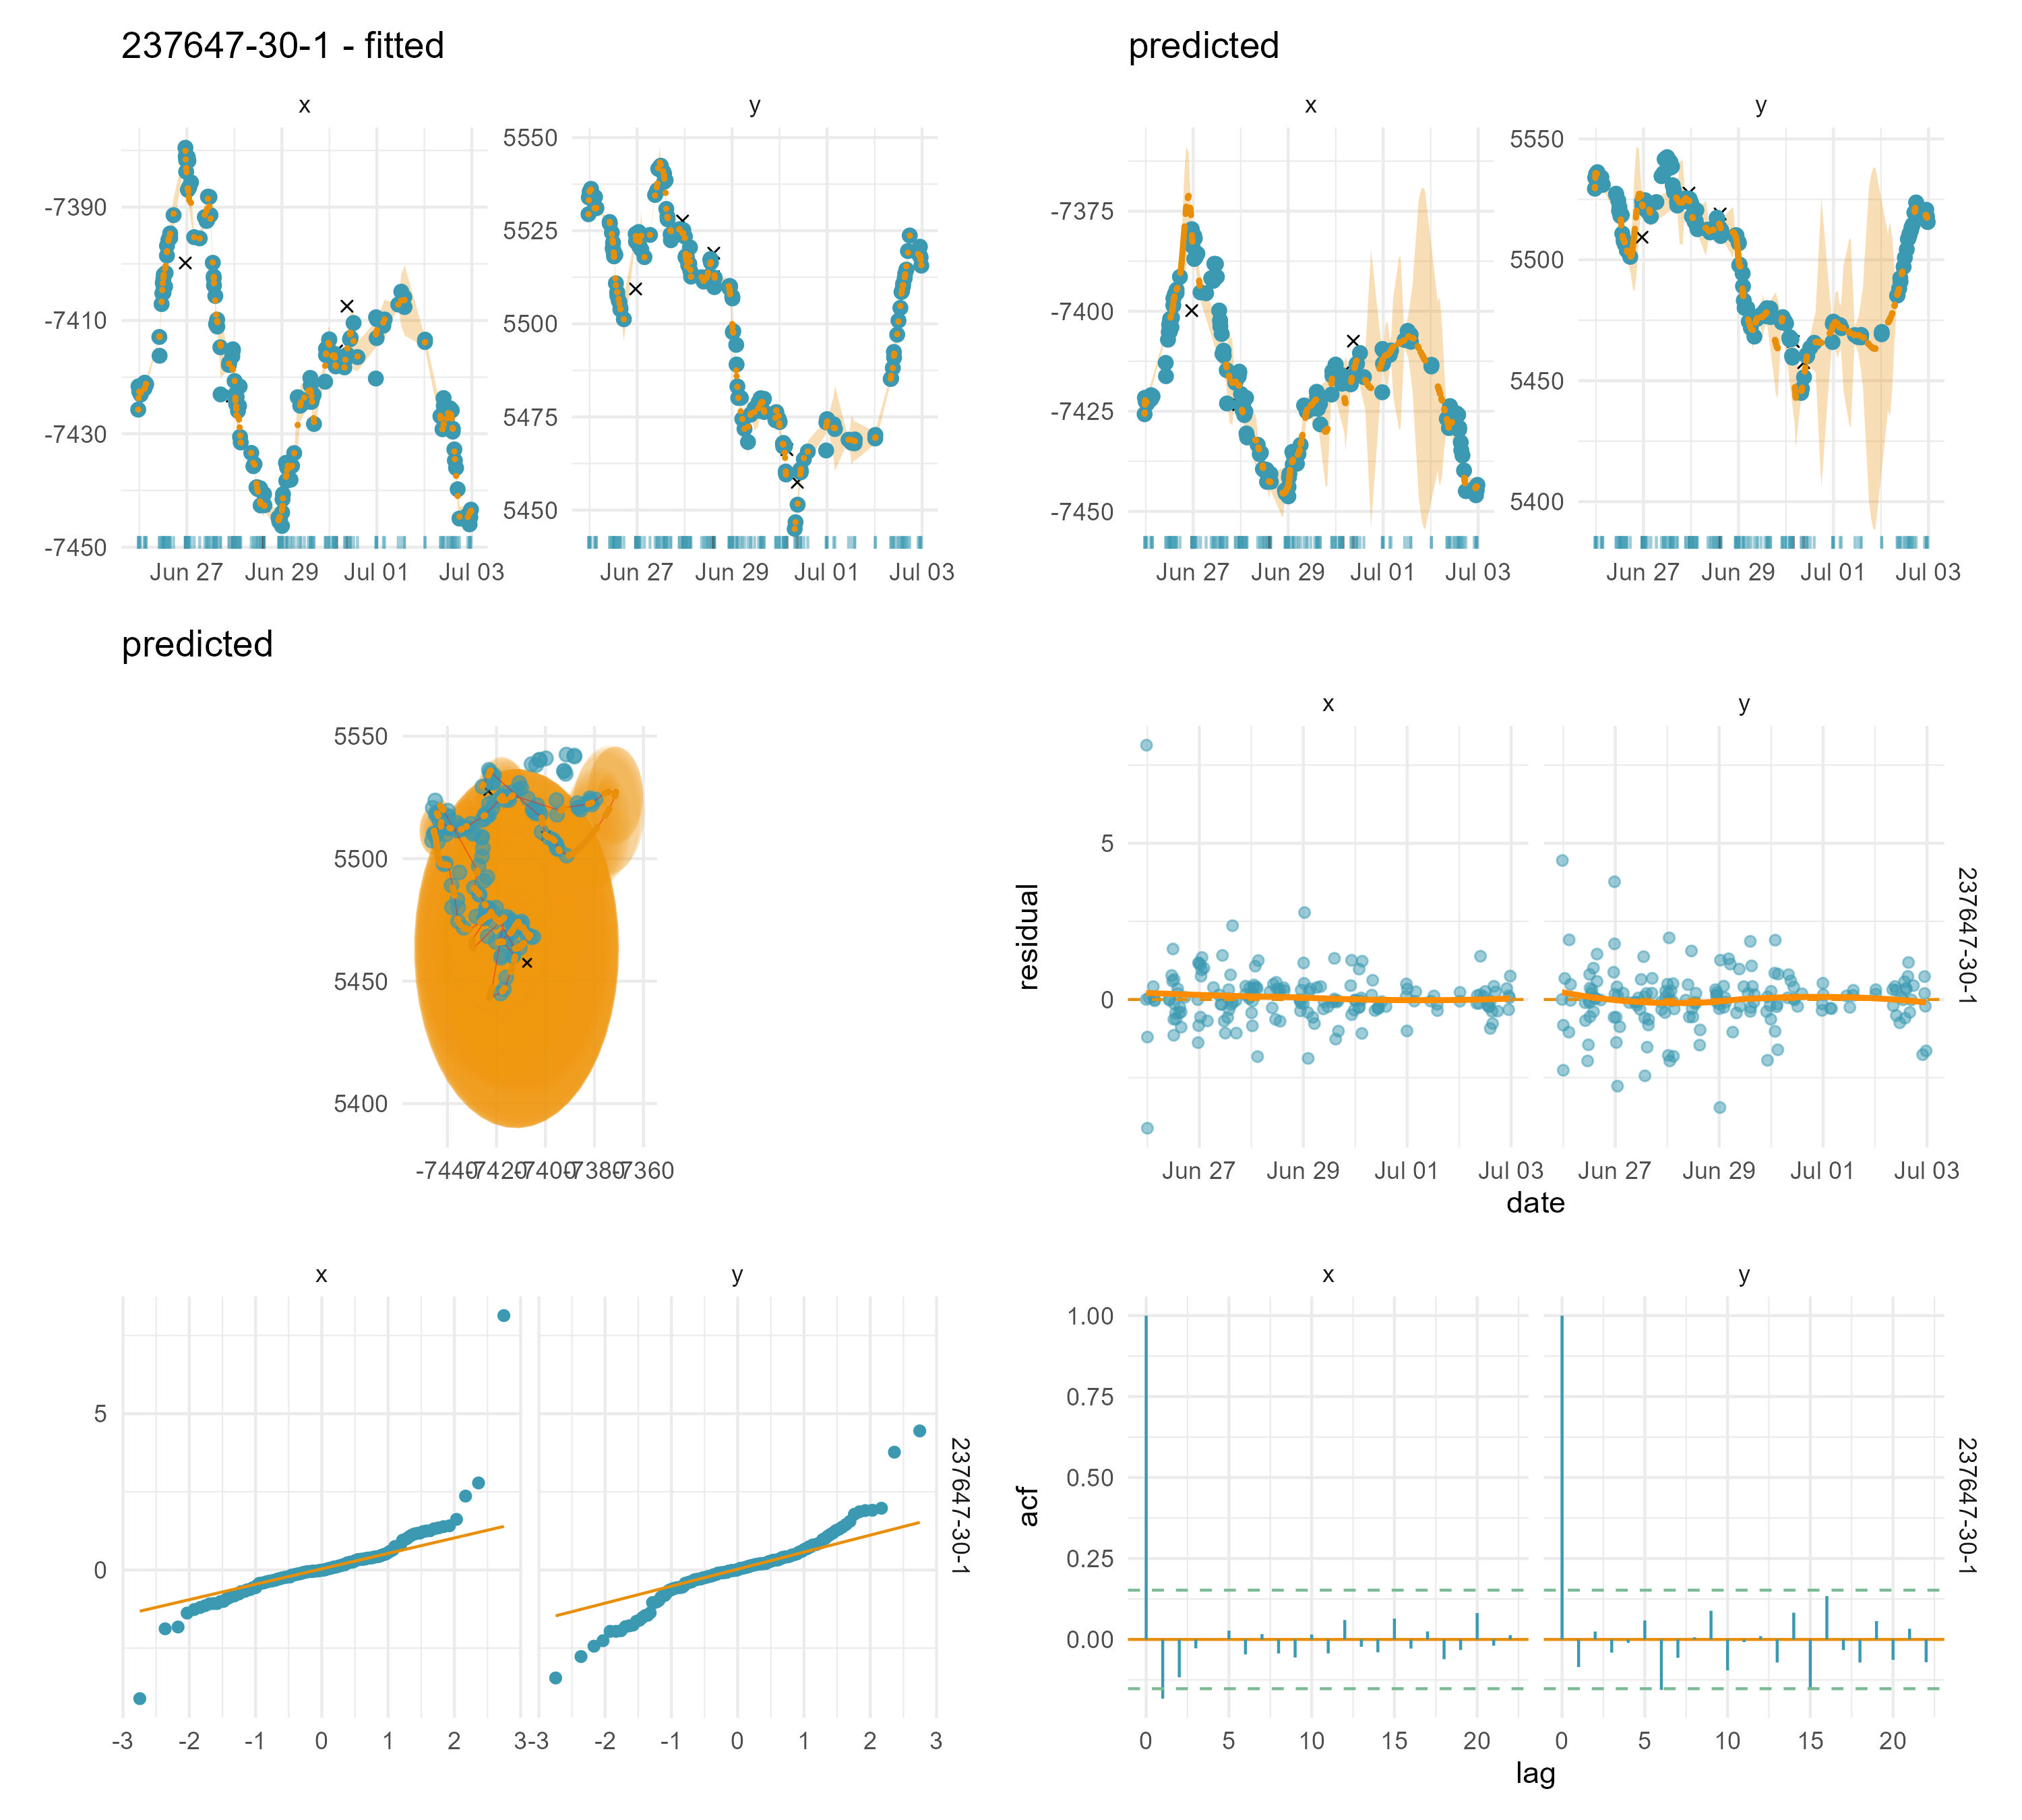 237647-30-1 - fitted
predicted
x
y
x
y
-7390
-7410
-7430
-7450
5550
5525
5500
5475
5450
-7375
-7400
-7425
-7450
5550
5500
5450
5400
Jun 27 Jun 29 Jul 01 Jul 03
Jun 27 Jun 29 Jul 01 Jul 03
Jun 27 Jun 29 Jul 01 Jul 03
Jun 27 Jun 29 Jul 01 Jul 03
predicted
5550
5500
5450
5400
-7440 -7420 -7400 -7380 -7360
x
y
residual
5
0
237647-30-1
Jun 27 Jun 29 Jul 01 Jul 03
Jun 27 Jun 29 Jul 01 Jul 03
date
x
y
5
0
237647-30-1
-3 -2 -1 0 1 2 3
-3 -2 -1 0 1 2 3
x
y
acf
1.00
0.75
0.50
0.25
0.00
237647-30-1
0 5 10 15 20
0 5 10 15 20
lag